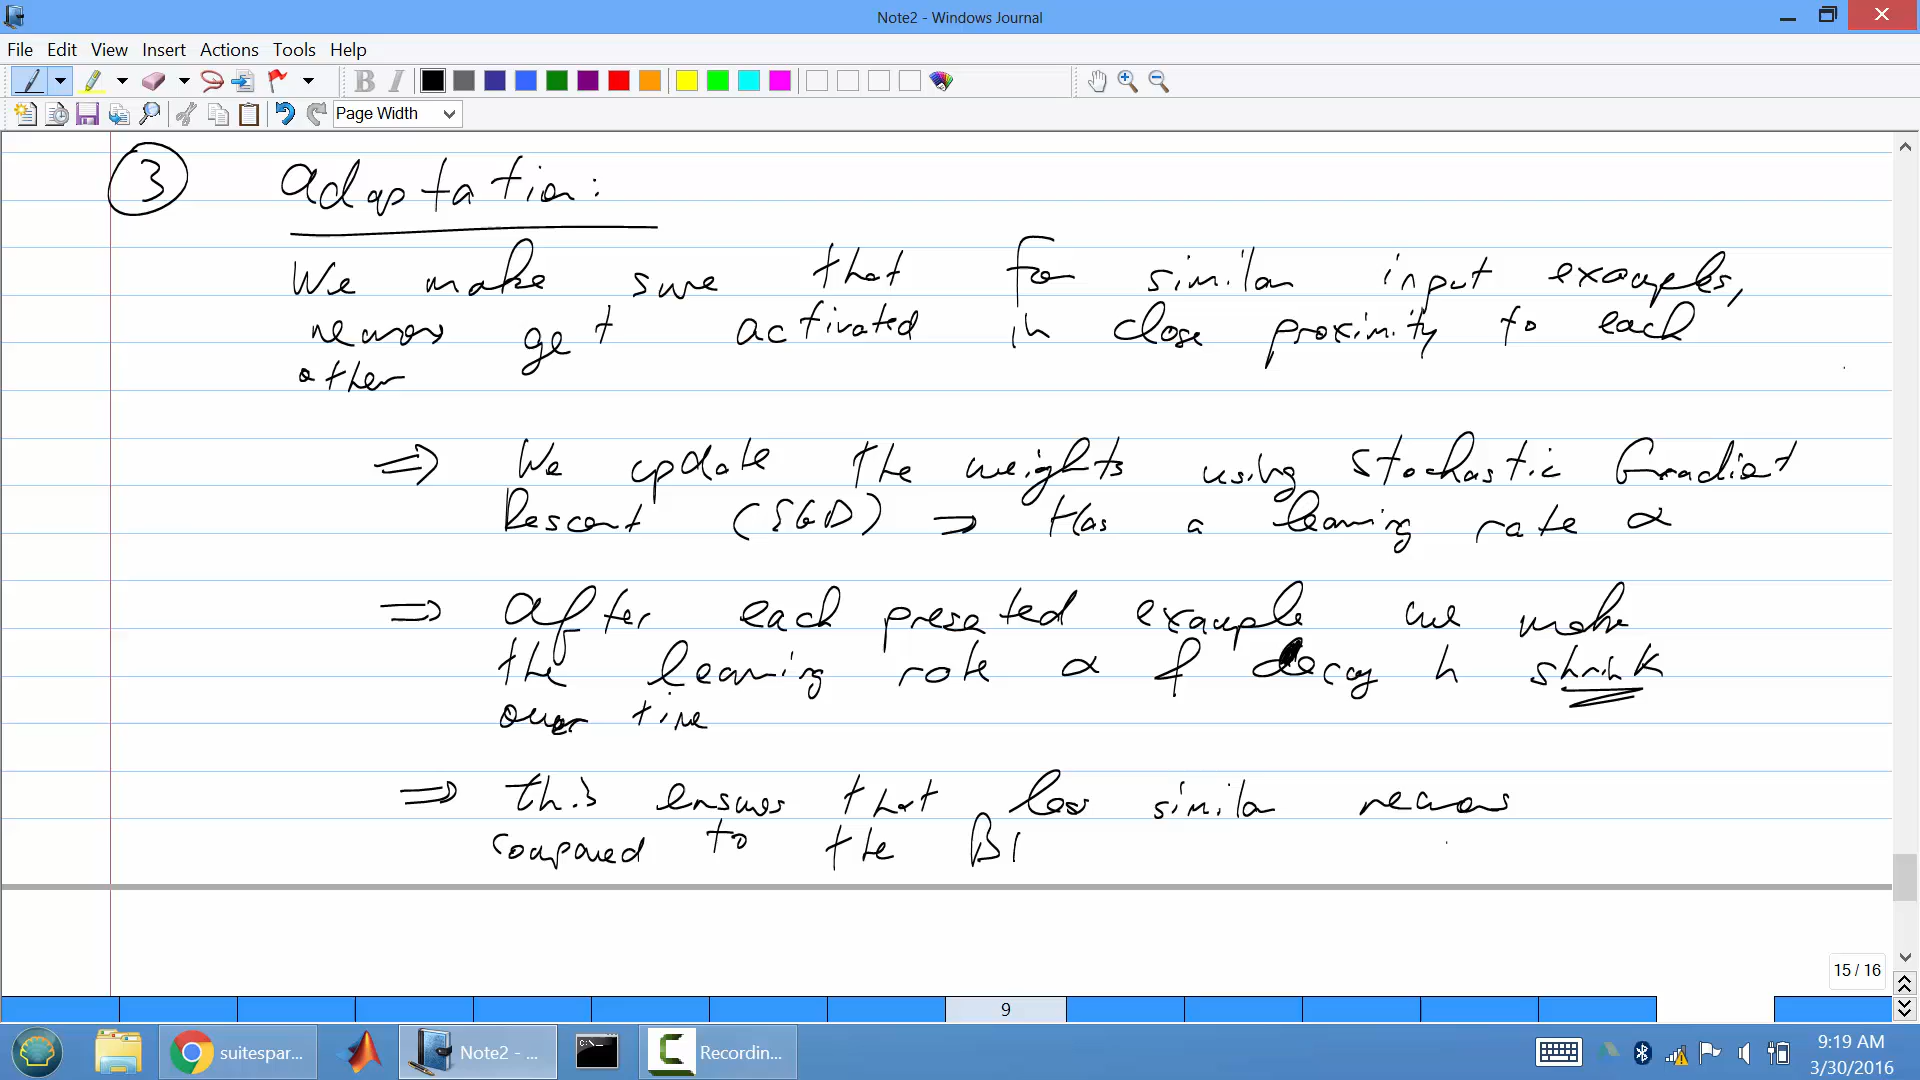 Note2 - Windows Journal
File Edit View Insert Actions Tools Help
B I
Page Width
3 Adaptation:
We make sure that for similar input examples,
neurons get activated in close proximity to each
other
⇒ We update the weights using Stochastic Gradient
Descent (SGD) ⇒ Has a learning rate α
⇒ After each presented example we make
the learning rate α & decay h shrink
over time
⇒ this ensures that less similar neurons
compared to the B
15 / 16
9
suitespar...
Note2 - ...
C:\_
C Recordin...
9:19 AM
3/30/2016